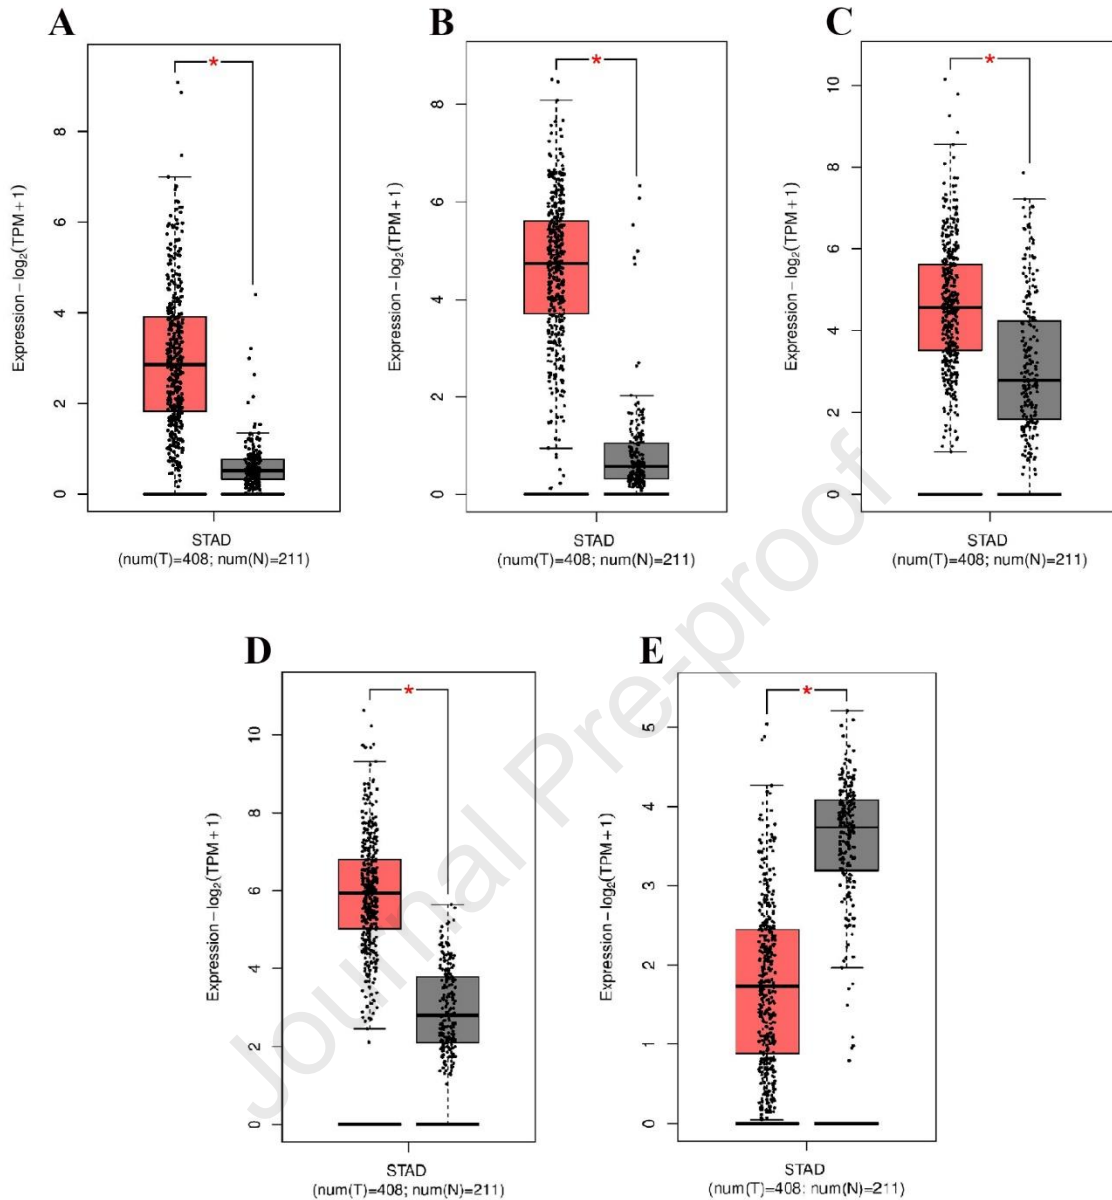 A
Expression − log2(TPM + 1)
8
6
4
2
0
*
STAD
(num(T)=408; num(N)=211)
B
Expression − log2(TPM + 1)
8
6
4
2
0
*
STAD
(num(T)=408; num(N)=211)
C
Expression − log2(TPM + 1)
10
8
6
4
2
0
*
STAD
(num(T)=408; num(N)=211)
D
Expression − log2(TPM + 1)
10
8
6
4
2
0
*
STAD
(num(T)=408; num(N)=211)
E
Expression − log2(TPM + 1)
5
4
3
2
1
0
*
STAD
(num(T)=408; num(N)=211)
Journal Pre-proof